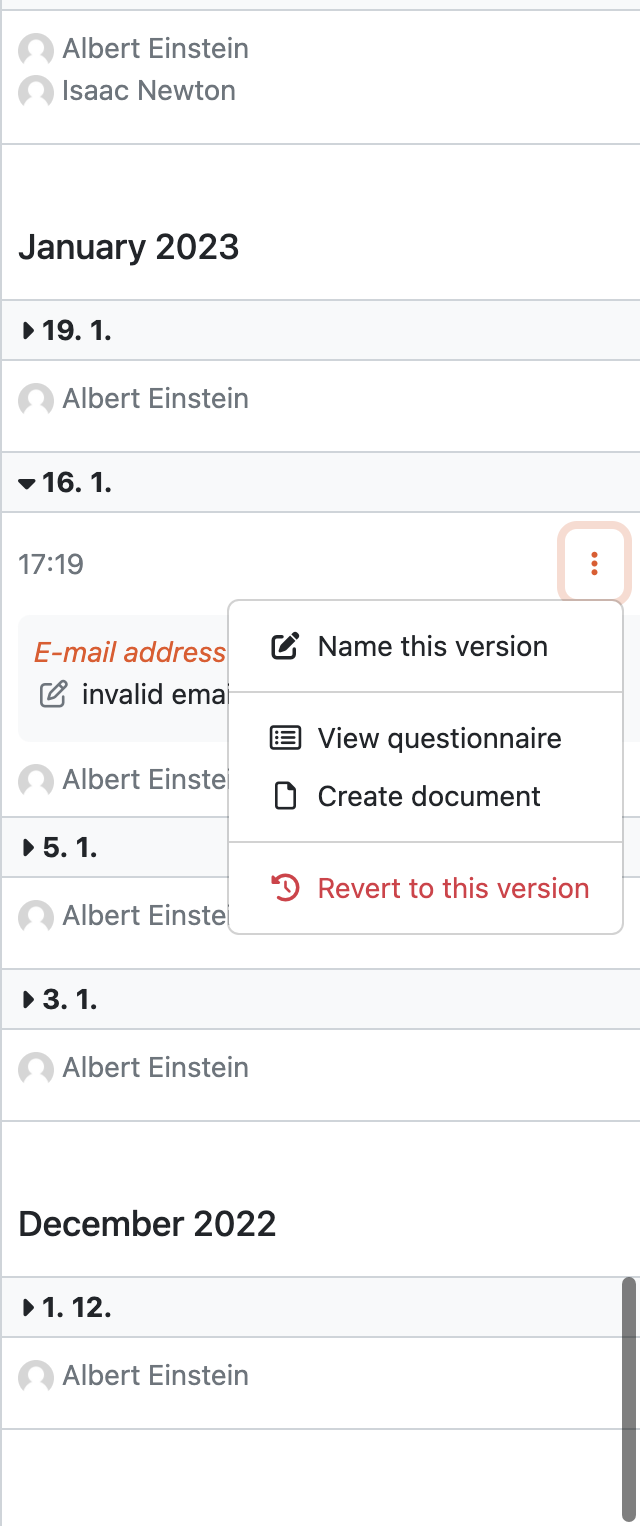 Albert Einstein
Isaac Newton
January 2023
19. 1.
Albert Einstein
16. 1.
17:19
E-mail address
Name this version
invalid emai
View questionnaire
Albert Einstei
Create document
5. 1.
Revert to this version
Albert Einstei
3. 1.
Albert Einstein
December 2022
1. 12.
Albert Einstein